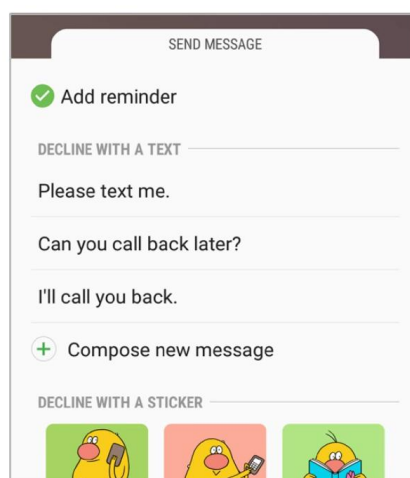 SEND MESSAGE
Add reminder
DECLINE WITH A TEXT
Please text me.
Can you call back later?
I'll call you back.
Compose new message
DECLINE WITH A STICKER